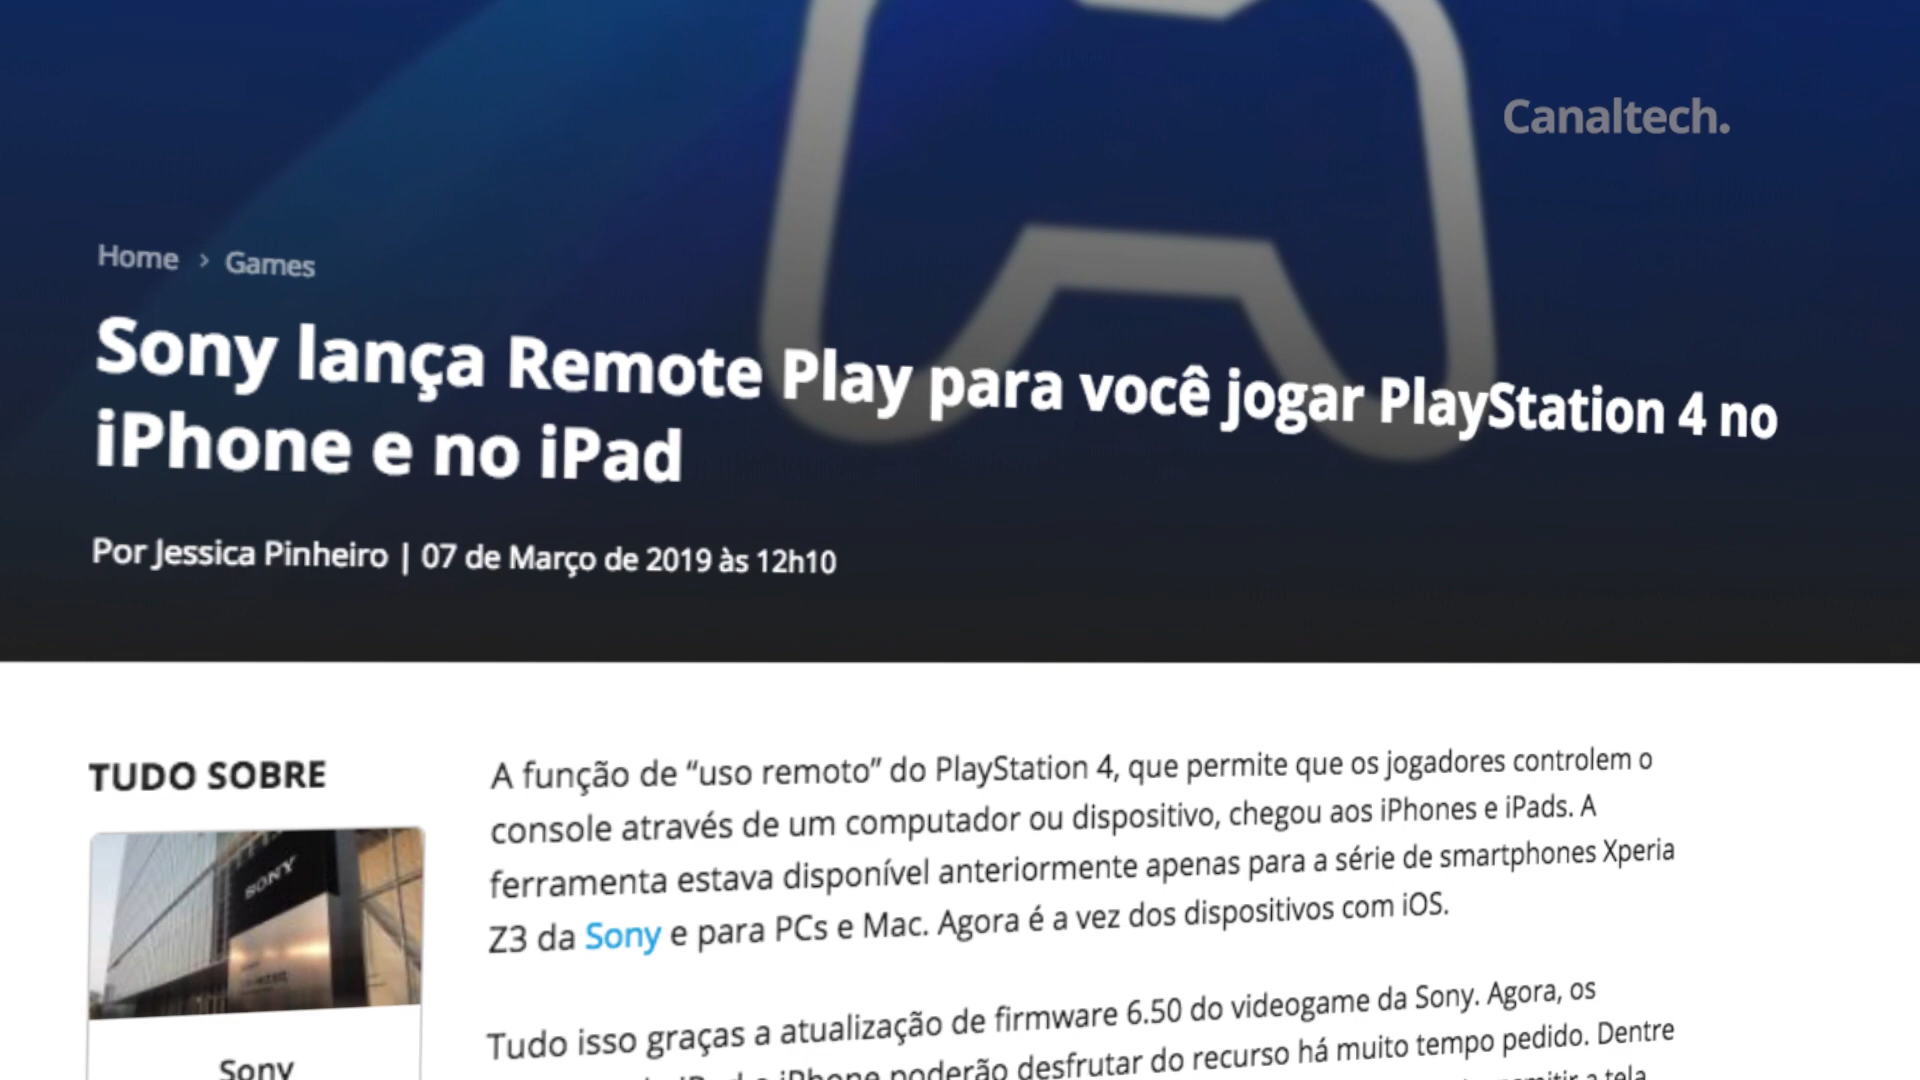 Canaltech.
Home › Games
Sony lança Remote Play para você jogar PlayStation 4 no
iPhone e no iPad
Por Jessica Pinheiro | 07 de Março de 2019 às 12h10
TUDO SOBRE
SONY
Sony
A função de “uso remoto” do PlayStation 4, que permite que os jogadores controlem o
console através de um computador ou dispositivo, chegou aos iPhones e iPads. A
ferramenta estava disponível anteriormente apenas para a série de smartphones Xperia
Z3 da Sony e para PCs e Mac. Agora é a vez dos dispositivos com iOS.
Tudo isso graças a atualização de firmware 6.50 do videogame da Sony. Agora, os
iPad e iPhone poderão desfrutar do recurso há muito tempo pedido. Dentre
a tela